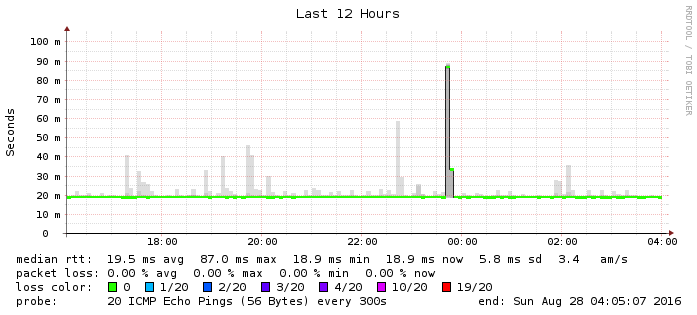 Last 12 Hours
RRDTOOL / TOBI OETIKER
Seconds
100 m
90 m
80 m
70 m
60 m
50 m
40 m
30 m
20 m
10 m
0 m
18:00 20:00 22:00 00:00 02:00 04:00
median rtt: 19.5 ms avg 87.0 ms max 18.9 ms min 18.9 ms now 5.8 ms sd 3.4 am/s
packet loss: 0.00 % avg 0.00 % max 0.00 % min 0.00 % now
loss color: 0 1/20 2/20 3/20 4/20 10/20 19/20
probe: 20 ICMP Echo Pings (56 Bytes) every 300s end: Sun Aug 28 04:05:07 2016